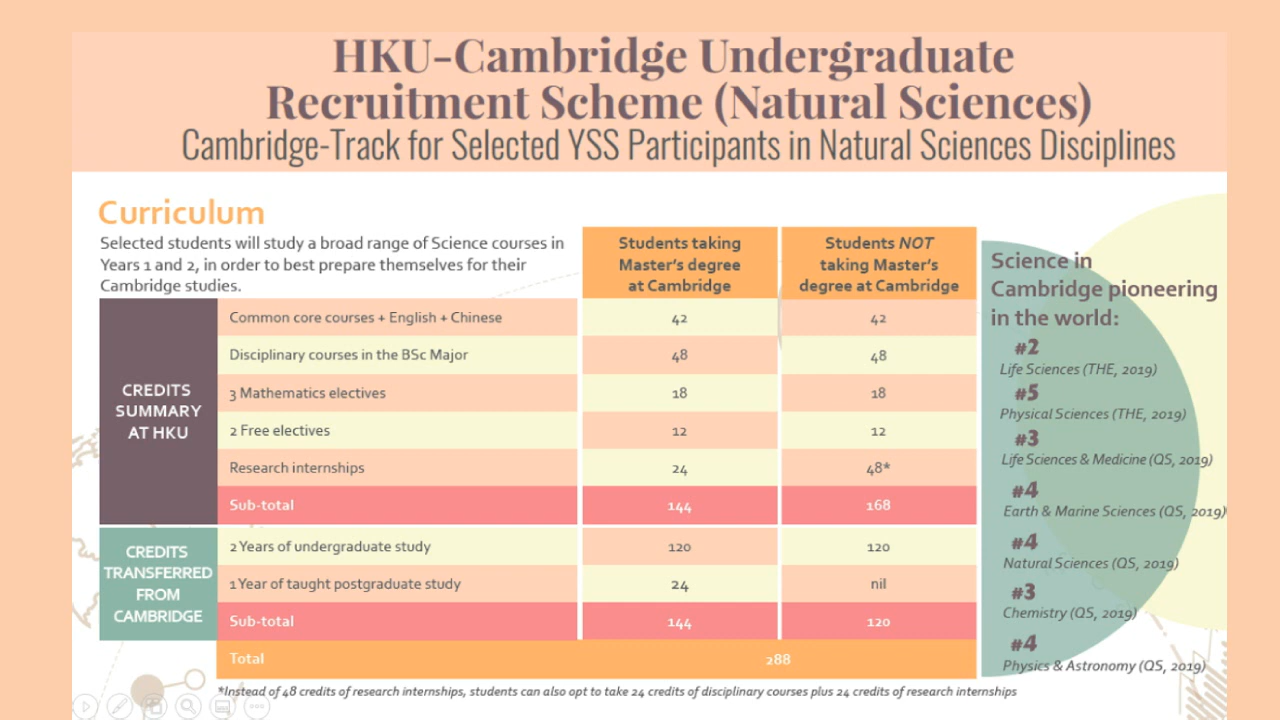 HKU-Cambridge Undergraduate
Recruitment Scheme (Natural Sciences)
Cambridge-Track for Selected YSS Participants in Natural Sciences Disciplines
Curriculum
Selected students will study a broad range of Science courses in
Years 1 and 2, in order to best prepare themselves for their
Cambridge studies.
Students taking
Master's degree
at Cambridge
Students NOT
taking Master's
degree at Cambridge
CREDITS
SUMMARY
AT HKU
Common core courses + English + Chinese 42 42
Disciplinary courses in the BSc Major 48 48
3 Mathematics electives 18 18
2 Free electives 12 12
Research internships 24 48*
Sub-total 144 168
CREDITS
TRANSFERRED
FROM
CAMBRIDGE
2 Years of undergraduate study 120 120
1 Year of taught postgraduate study 24 nil
Sub-total 144 120
Total 288
*Instead of 48 credits of research internships, students can also opt to take 24 credits of disciplinary courses plus 24 credits of research internships
Science in
Cambridge pioneering
in the world:
#2
Life Sciences (THE, 2019)
#5
Physical Sciences (THE, 2019)
#3
Life Sciences & Medicine (QS, 2019)
#4
Earth & Marine Sciences (QS, 2019)
#4
Natural Sciences (QS, 2019)
#3
Chemistry (QS, 2019)
#4
Physics & Astronomy (QS, 2019)